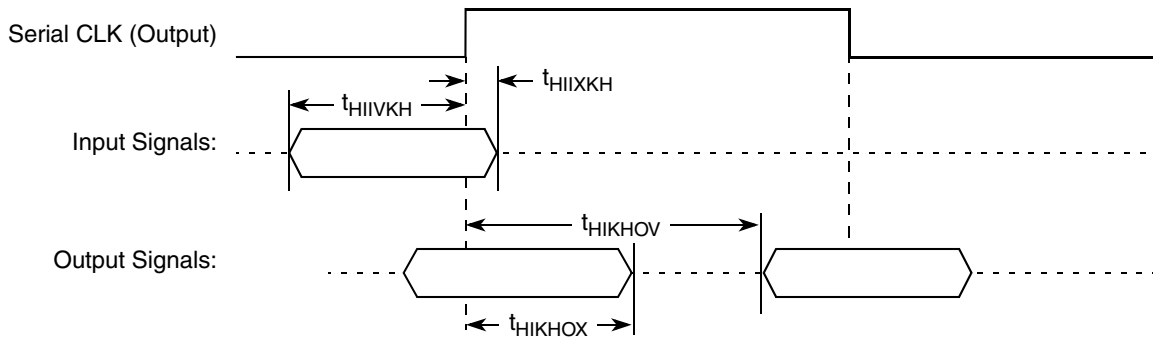 Serial CLK (Output)
tHIIXKH
tHIIVKH
Input Signals:
tHIKHOV
Output Signals:
tHIKHOX